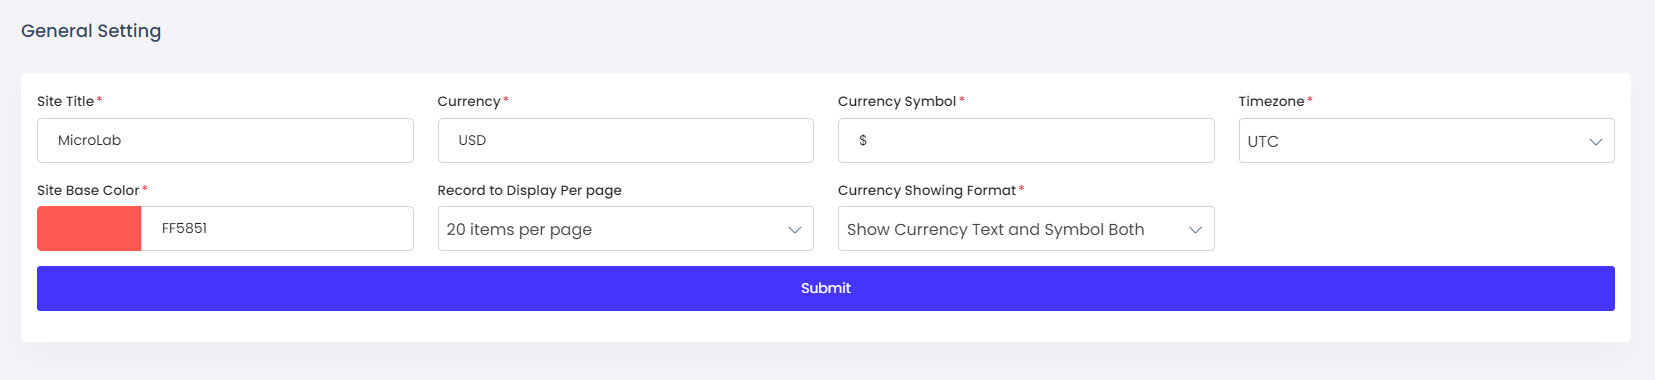 General Setting
Site Title *
Currency *
Currency Symbol *
Timezone *
MicroLab
USD
$
UTC
Site Base Color *
Record to Display Per page
Currency Showing Format *
FF5851
20 items per page
Show Currency Text and Symbol Both
Submit